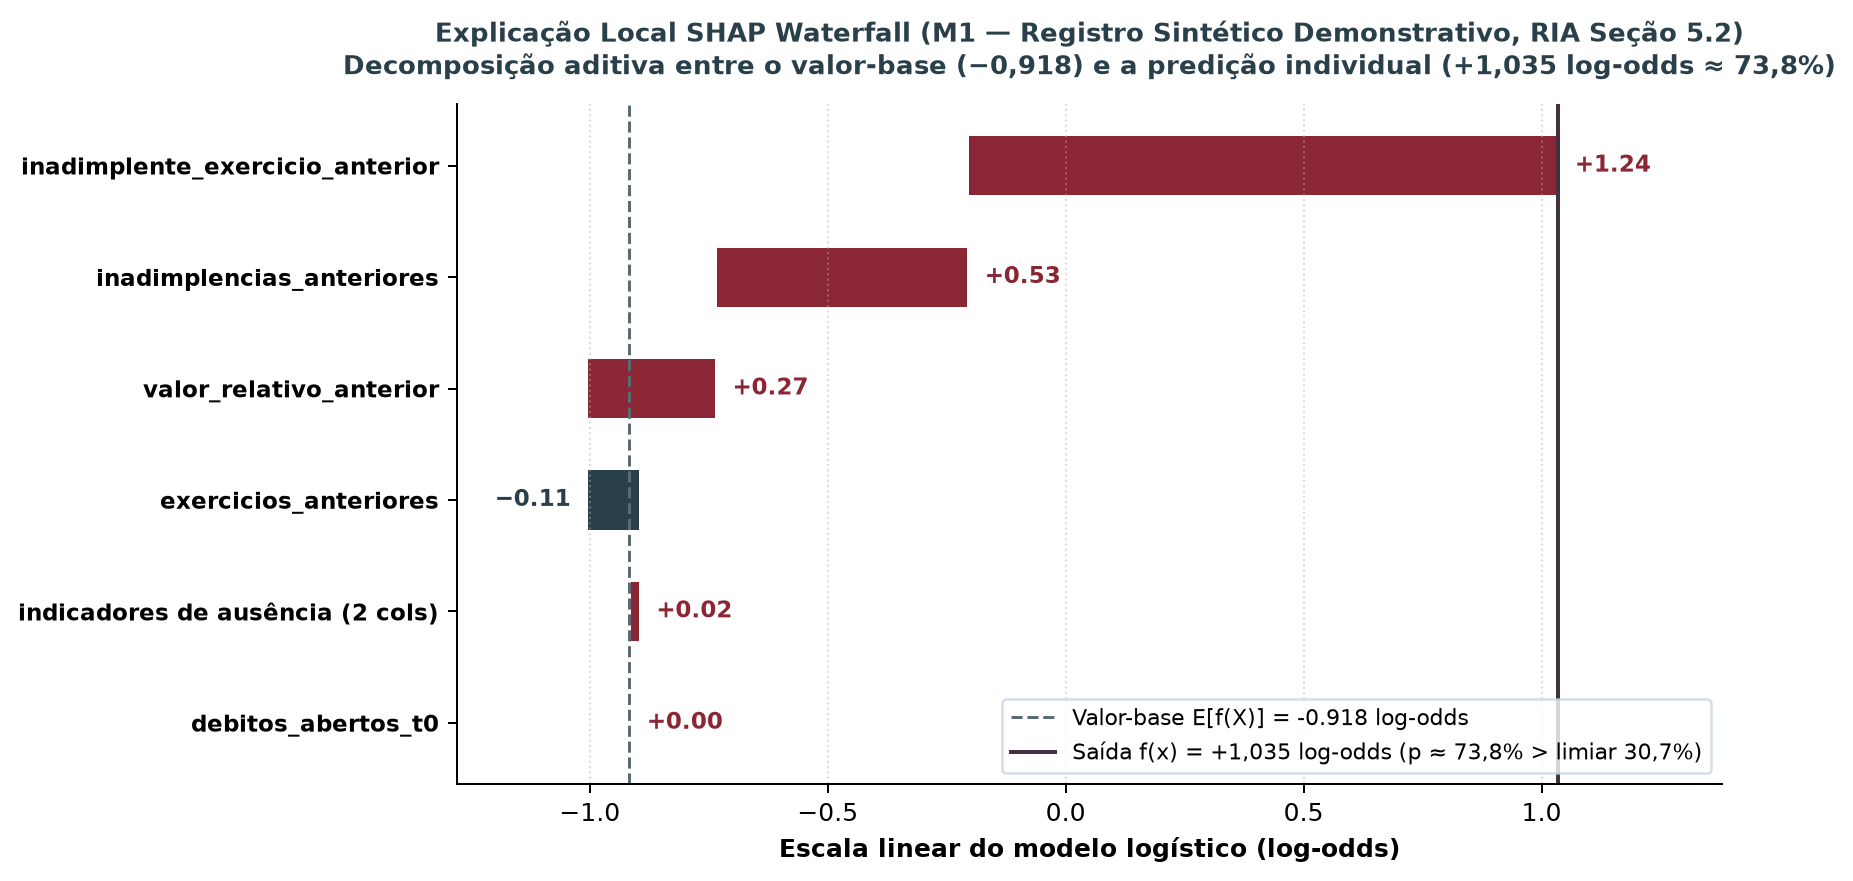 Explicação Local SHAP Waterfall (M1 — Registro Sintético Demonstrativo, RIA Seção 5.2)
Decomposição aditiva entre o valor-base (−0,918) e a predição individual (+1,035 log-odds ≈ 73,8%)
inadimplente_exercicio_anterior
+1.24
inadimplencias_anteriores
+0.53
valor_relativo_anterior
+0.27
exercicios_anteriores
−0.11
indicadores de ausência (2 cols)
+0.02
debitos_abertos_t0
+0.00
Valor-base E[f(X)] = -0.918 log-odds
Saída f(x) = +1,035 log-odds (p ≈ 73,8% > limiar 30,7%)
−1.0 −0.5 0.0 0.5 1.0
Escala linear do modelo logístico (log-odds)